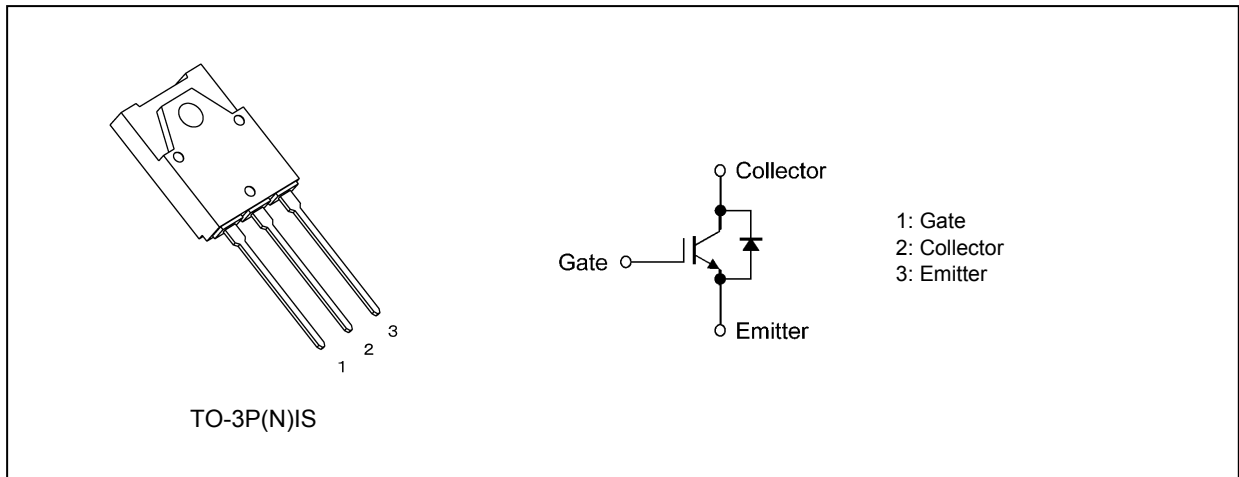 1
2
3
TO-3P(N)IS
Collector
Gate
Emitter
1: Gate
2: Collector
3: Emitter